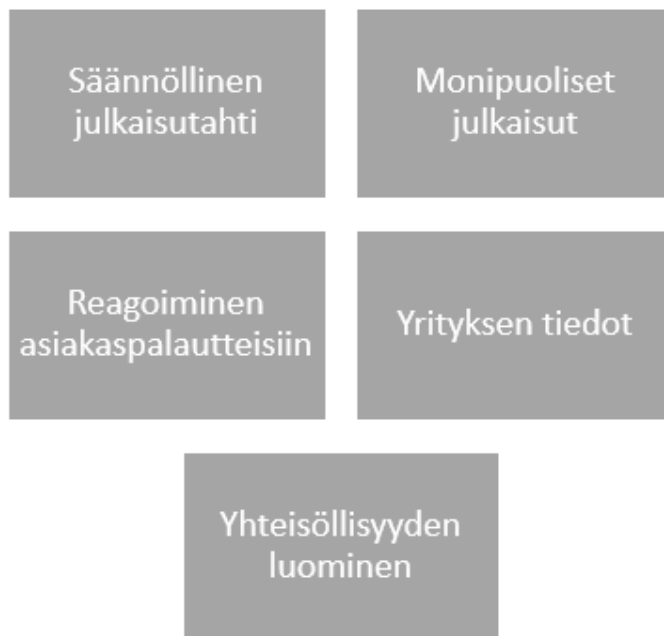 Säännöllinen
julkaisutahti
Monipuoliset
julkaisut
Reagoiminen
asiakaspalautteisiin
Yrityksen tiedot
Yhteisöllisyyden
luominen